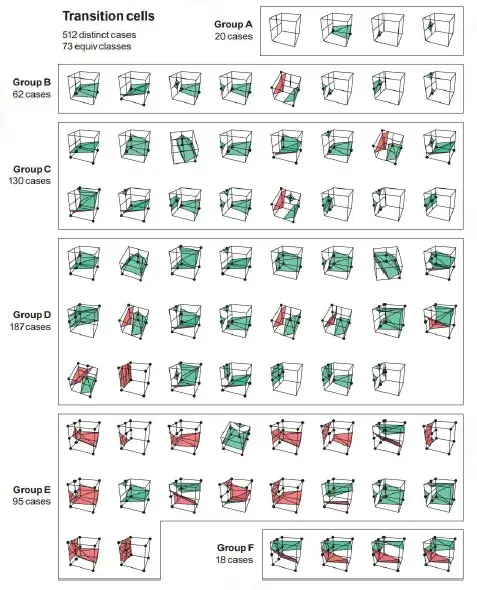 Transition cells
512 distinct cases
73 equiv classes
Group A
20 cases
Group B
62 cases
Group C
130 cases
Group D
187 cases
Group E
95 cases
Group F
18 cases